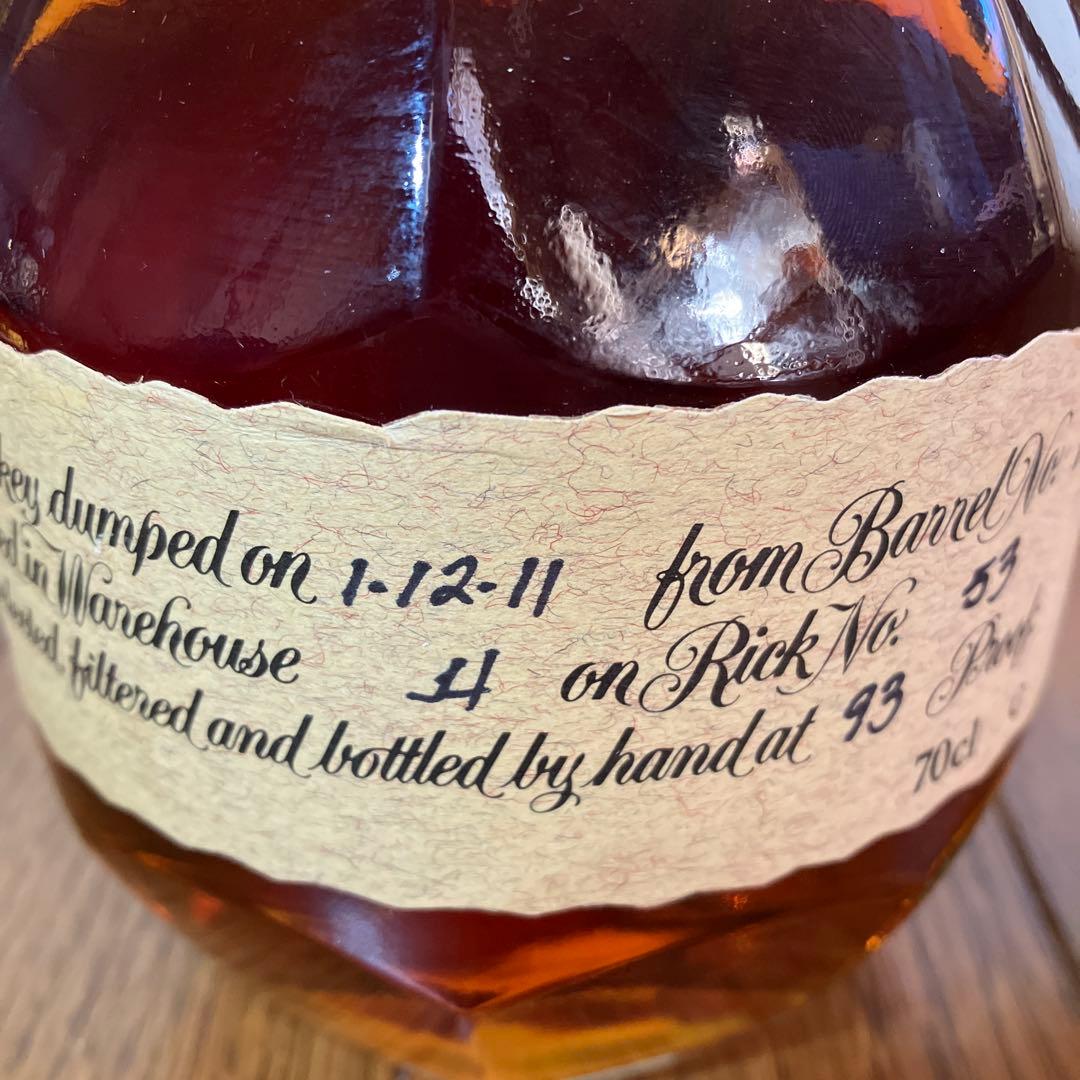 key dumped on 1-12-11 from Barrel No.
in Warehouse H on Rick No. 53
filtered and bottled by hand at 93 Proof
70cl